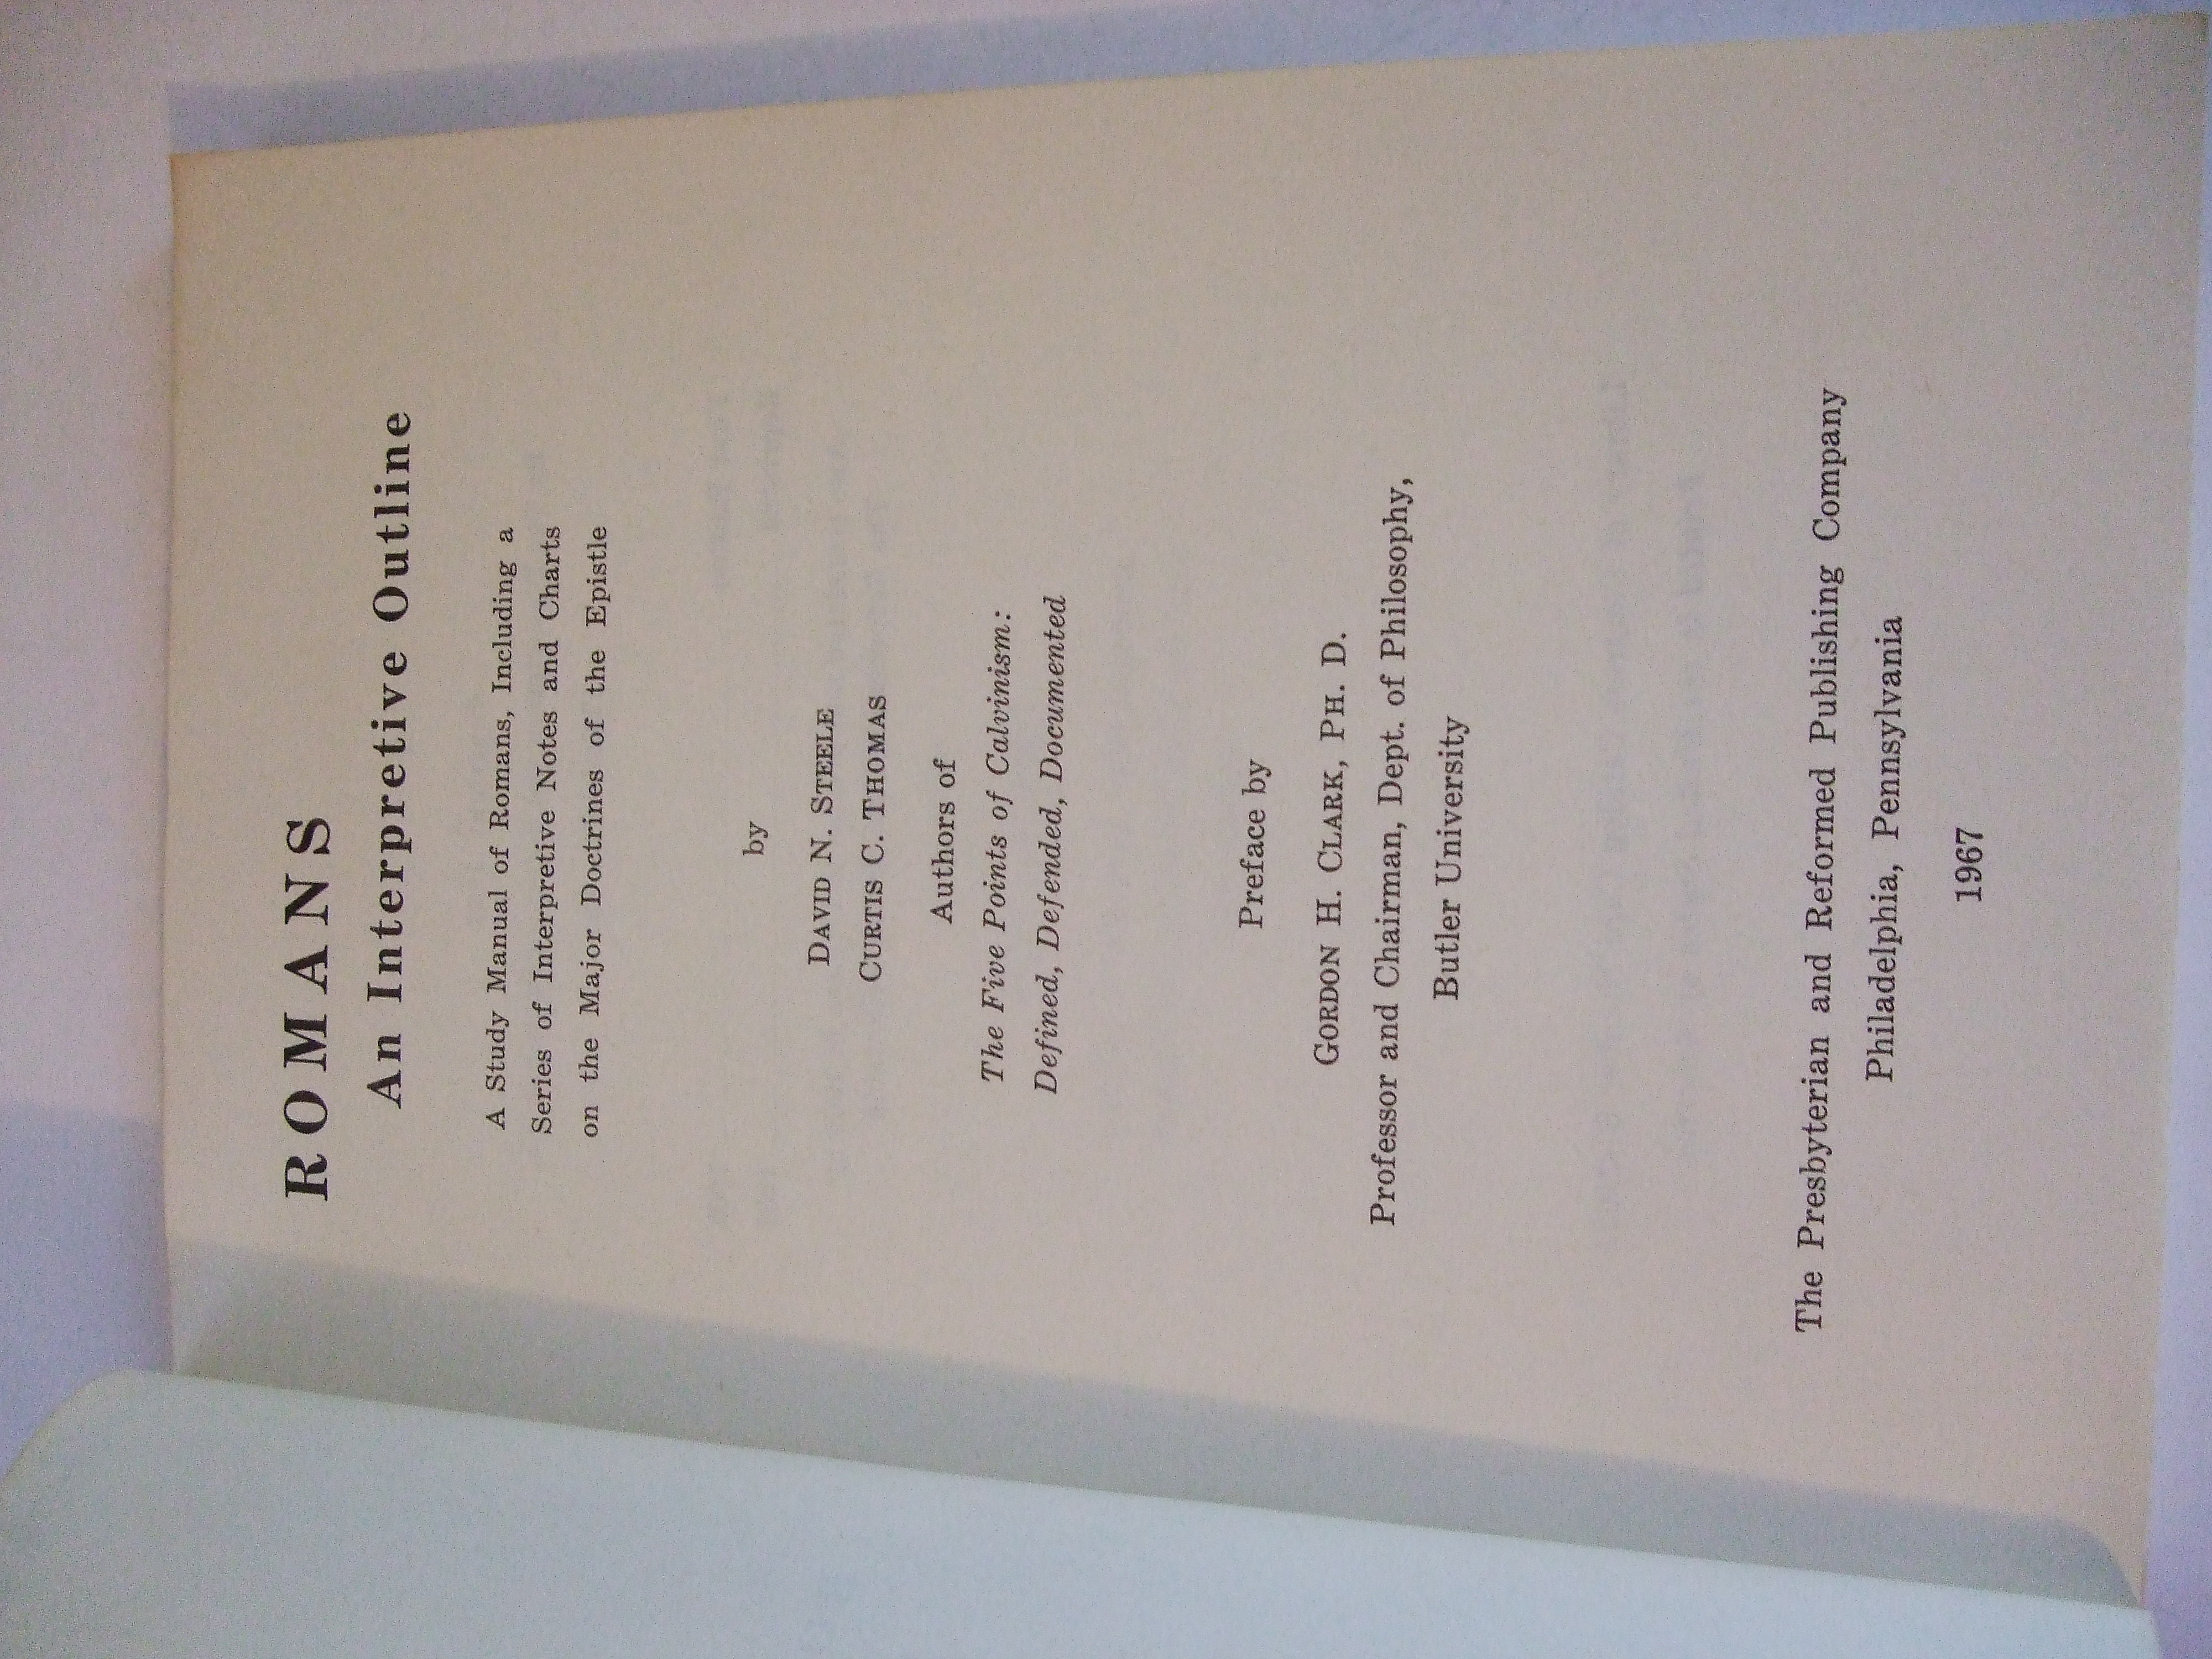 ROMANS
An Interpretive Outline
A Study Manual of Romans, Including a
Series of Interpretive Notes and Charts
on the Major Doctrines of the Epistle
by
DAVID N. STEELE
CURTIS C. THOMAS
Authors of
The Five Points of Calvinism:
Defined, Defended, Documented
Preface by
GORDON H. CLARK, PH. D.
Professor and Chairman, Dept. of Philosophy,
Butler University
The Presbyterian and Reformed Publishing Company
Philadelphia, Pennsylvania
1967